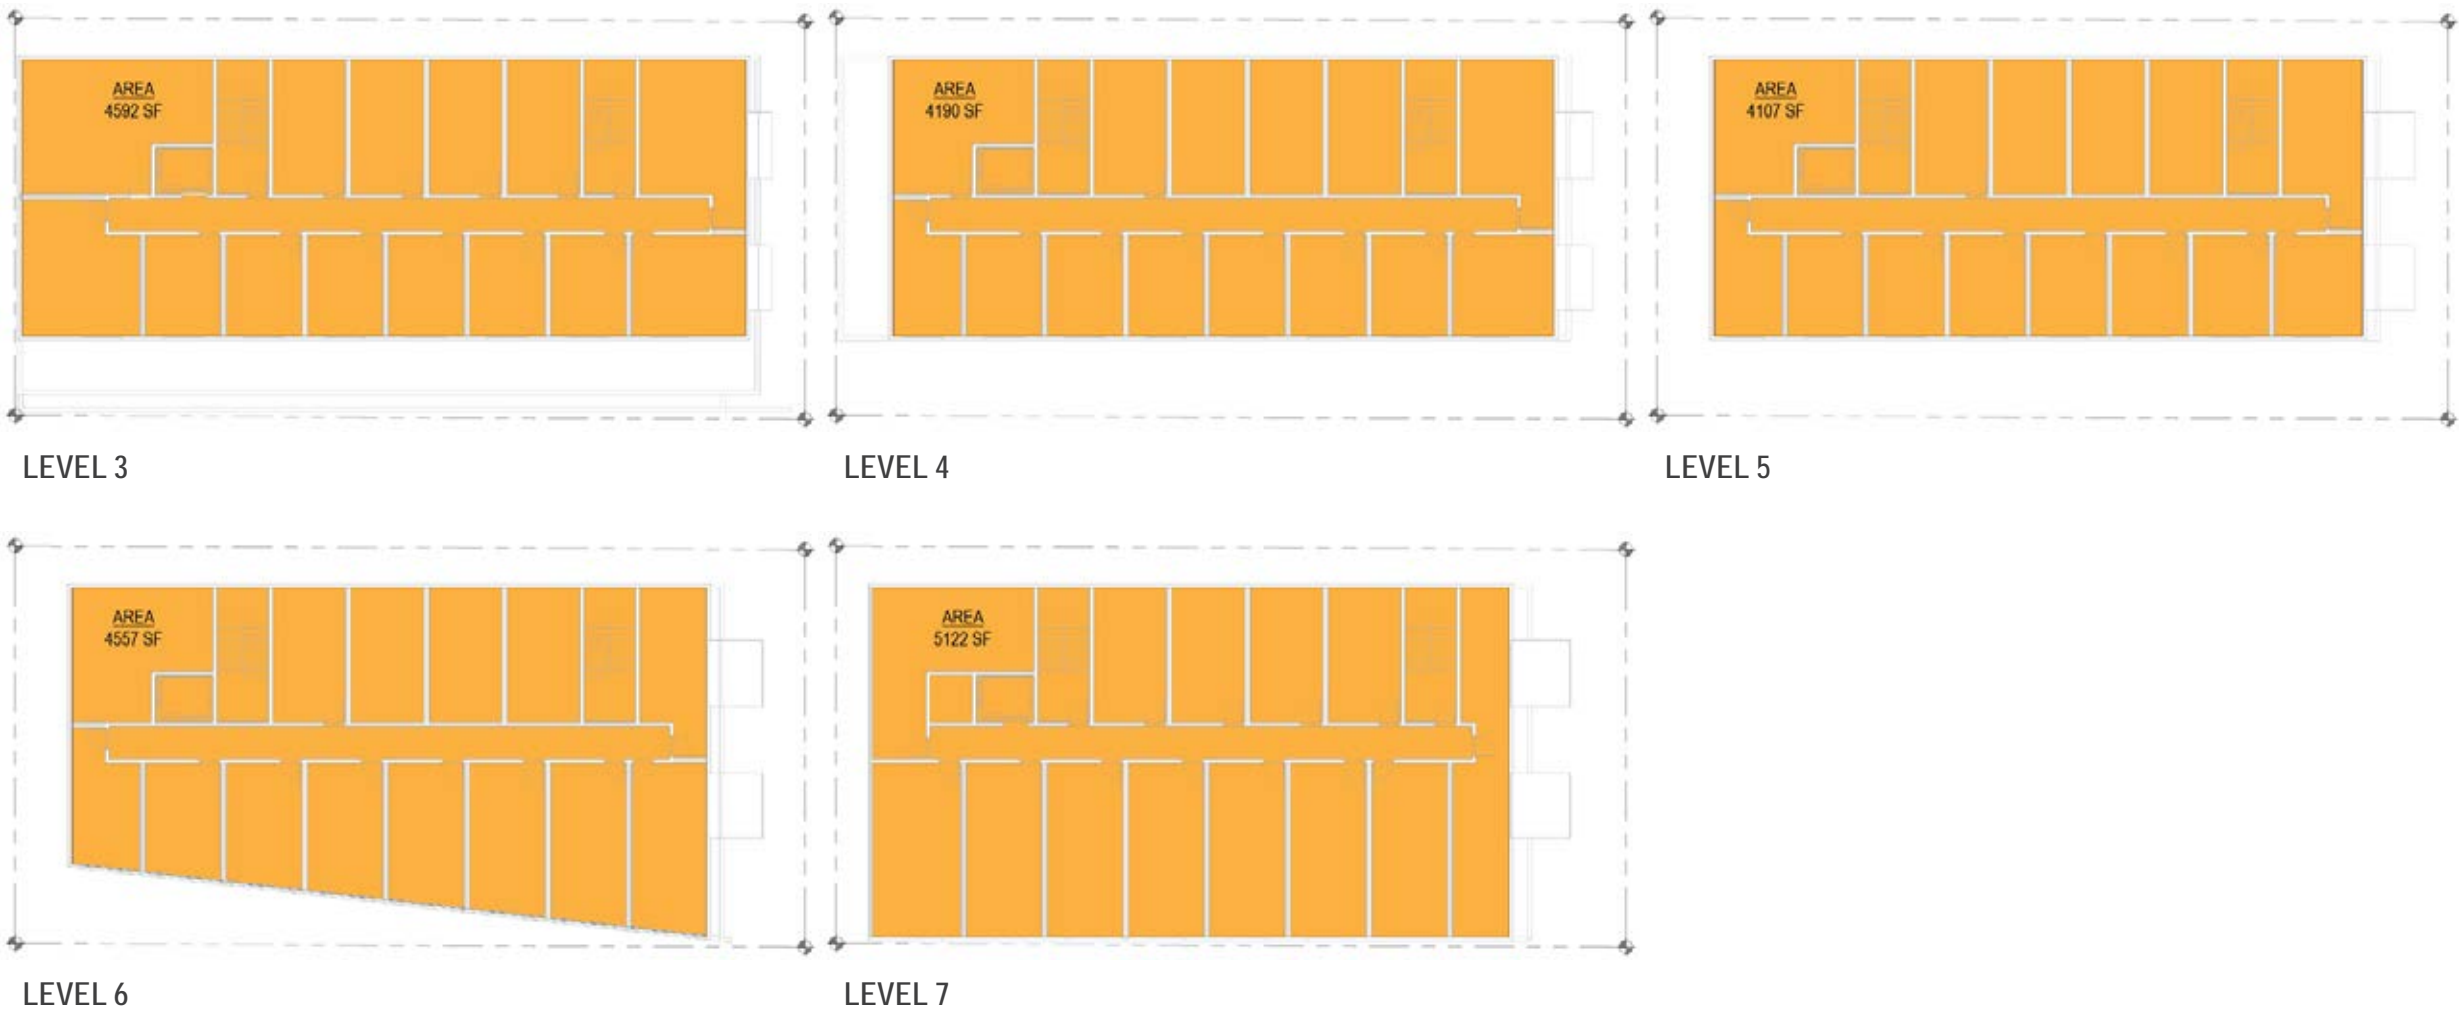 AREA
4592 SF
AREA
4190 SF
AREA
4107 SF
LEVEL 3
LEVEL 4
LEVEL 5
AREA
4557 SF
AREA
5122 SF
LEVEL 6
LEVEL 7